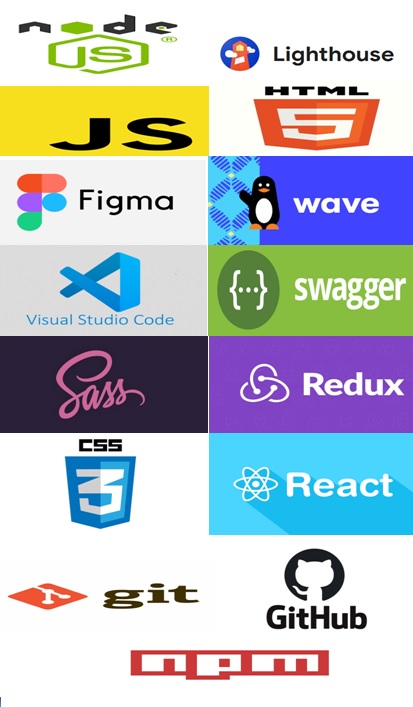 node
JS ®
Lighthouse
JS
HTML
5
Figma
wave
Visual Studio Code
{···} swagger
Sass
Redux
CSS
3
React
git
GitHub
npm